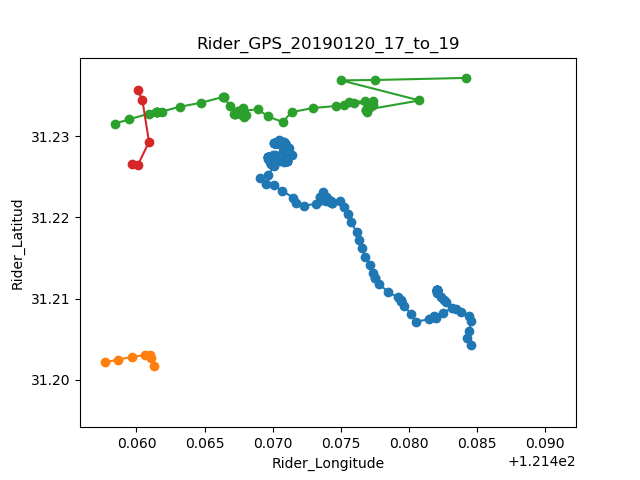 Rider_GPS_20190120_17_to_19
31.23
31.22
31.21
31.20
Rider_Latitud
0.060 0.065 0.070 0.075 0.080 0.085 0.090
Rider_Longitude
+1.214e2